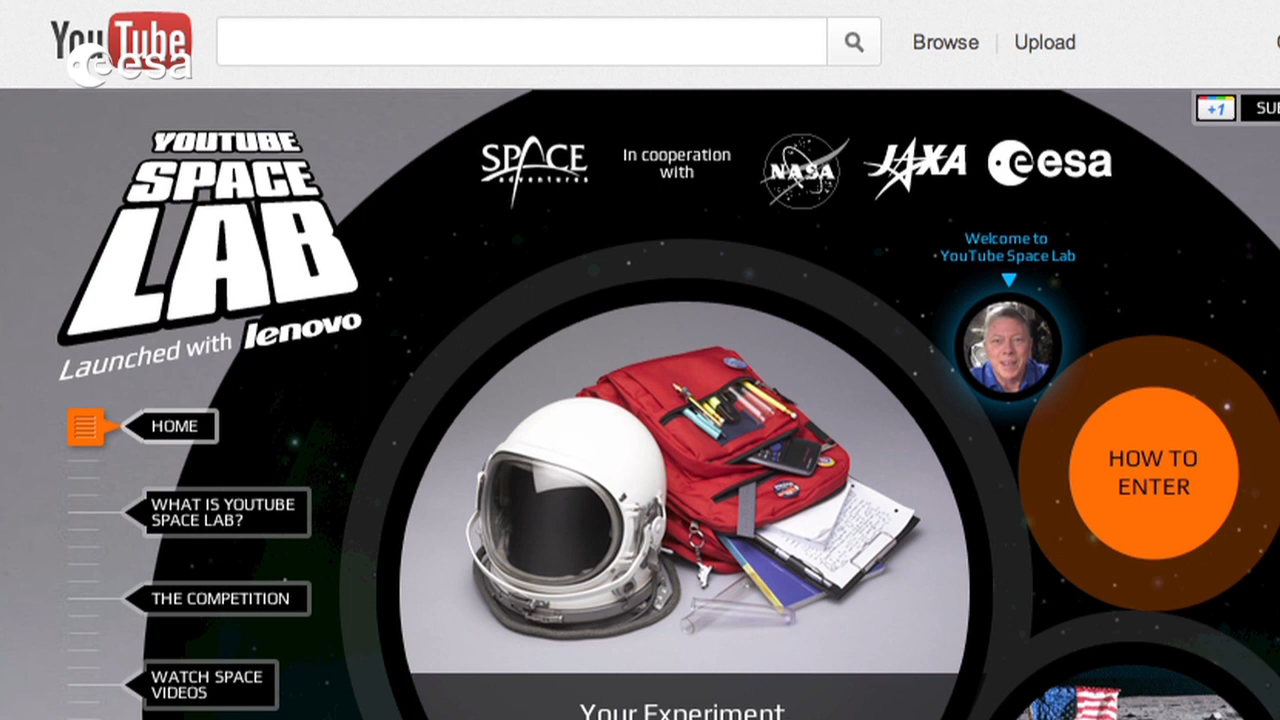 YouTube
esa
Browse
Upload
+1
YOUTUBE
SPACE
LAB
Launched with lenovo
SPACE
adventures
In cooperation
with
NASA
JAXA
esa
Welcome to
YouTube Space Lab
HOME
WHAT IS YOUTUBE
SPACE LAB?
THE COMPETITION
WATCH SPACE
VIDEOS
HOW TO
ENTER
Your Experiment